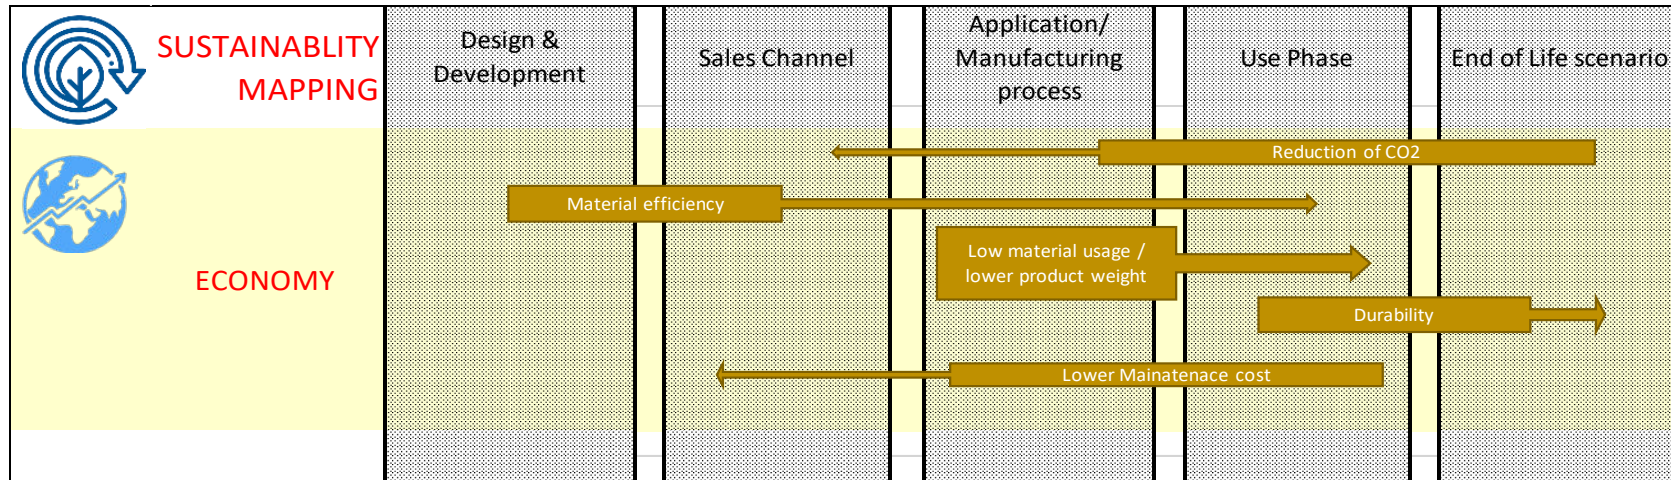 SUSTAINABLITY
MAPPING
Design &
Development
Sales Channel
Application/
Manufacturing
process
Use Phase
End of Life scenario
Reduction of CO2
Material efficiency
Low material usage /
lower product weight
ECONOMY
Durability
Lower Mainatenace cost